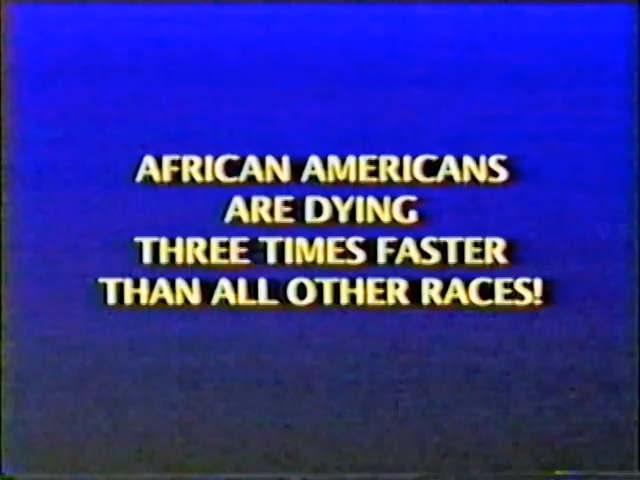 AFRICAN AMERICANS
ARE DYING
THREE TIMES FASTER
THAN ALL OTHER RACES!